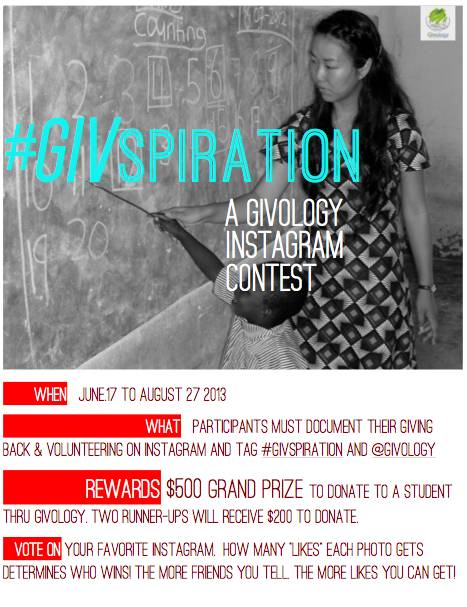 Counting
Givology
#GIVSPIRATION
A GIVOLOGY
INSTAGRAM
CONTEST
WHEN JUNE.17 TO AUGUST 27 2013
WHAT PARTICIPANTS MUST DOCUMENT THEIR GIVING
BACK & VOLUNTEERING ON INSTAGRAM AND TAG #GIVSPIRATION AND @GIVOLOGY
REWARDS $500 GRAND PRIZE TO DONATE TO A STUDENT
THRU GIVOLOGY. TWO RUNNER-UPS WILL RECEIVE $200 TO DONATE.
VOTE ON YOUR FAVORITE INSTAGRAM. HOW MANY "LIKES" EACH PHOTO GETS
DETERMINES WHO WINS! THE MORE FRIENDS YOU TELL, THE MORE LIKES YOU CAN GET!